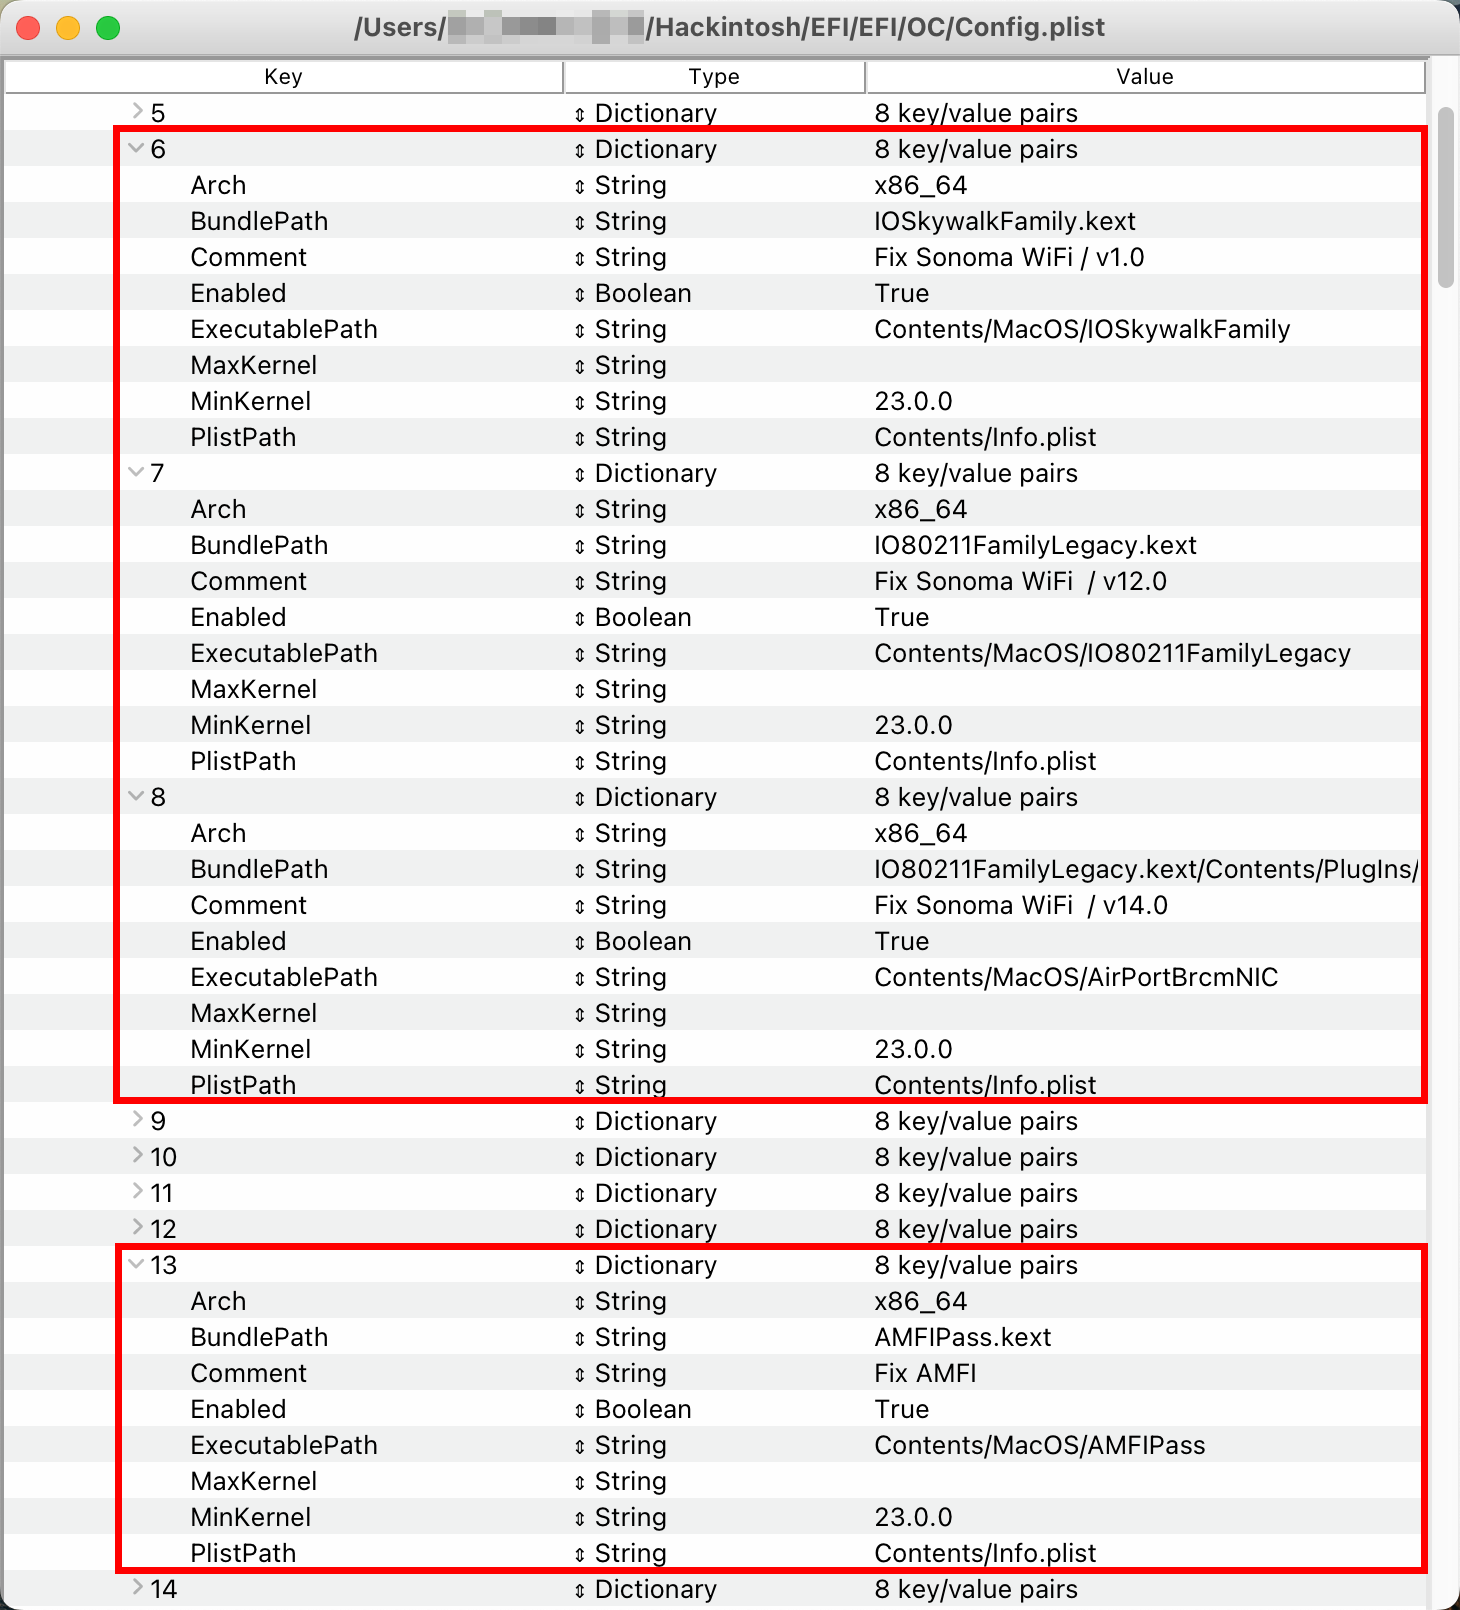 /Users/ /Hackintosh/EFI/EFI/OC/Config.plist
Key Type Value
5 Dictionary 8 key/value pairs
6 Dictionary 8 key/value pairs
Arch String x86_64
BundlePath String IOSkywalkFamily.kext
Comment String Fix Sonoma WiFi / v1.0
Enabled Boolean True
ExecutablePath String Contents/MacOS/IOSkywalkFamily
MaxKernel String
MinKernel String 23.0.0
PlistPath String Contents/Info.plist
7 Dictionary 8 key/value pairs
Arch String x86_64
BundlePath String IO80211FamilyLegacy.kext
Comment String Fix Sonoma WiFi / v12.0
Enabled Boolean True
ExecutablePath String Contents/MacOS/IO80211FamilyLegacy
MaxKernel String
MinKernel String 23.0.0
PlistPath String Contents/Info.plist
8 Dictionary 8 key/value pairs
Arch String x86_64
BundlePath String IO80211FamilyLegacy.kext/Contents/PlugIns/
Comment String Fix Sonoma WiFi / v14.0
Enabled Boolean True
ExecutablePath String Contents/MacOS/AirPortBrcmNIC
MaxKernel String
MinKernel String 23.0.0
PlistPath String Contents/Info.plist
9 Dictionary 8 key/value pairs
10 Dictionary 8 key/value pairs
11 Dictionary 8 key/value pairs
12 Dictionary 8 key/value pairs
13 Dictionary 8 key/value pairs
Arch String x86_64
BundlePath String AMFIPass.kext
Comment String Fix AMFI
Enabled Boolean True
ExecutablePath String Contents/MacOS/AMFIPass
MaxKernel String
MinKernel String 23.0.0
PlistPath String Contents/Info.plist
14 Dictionary 8 key/value pairs